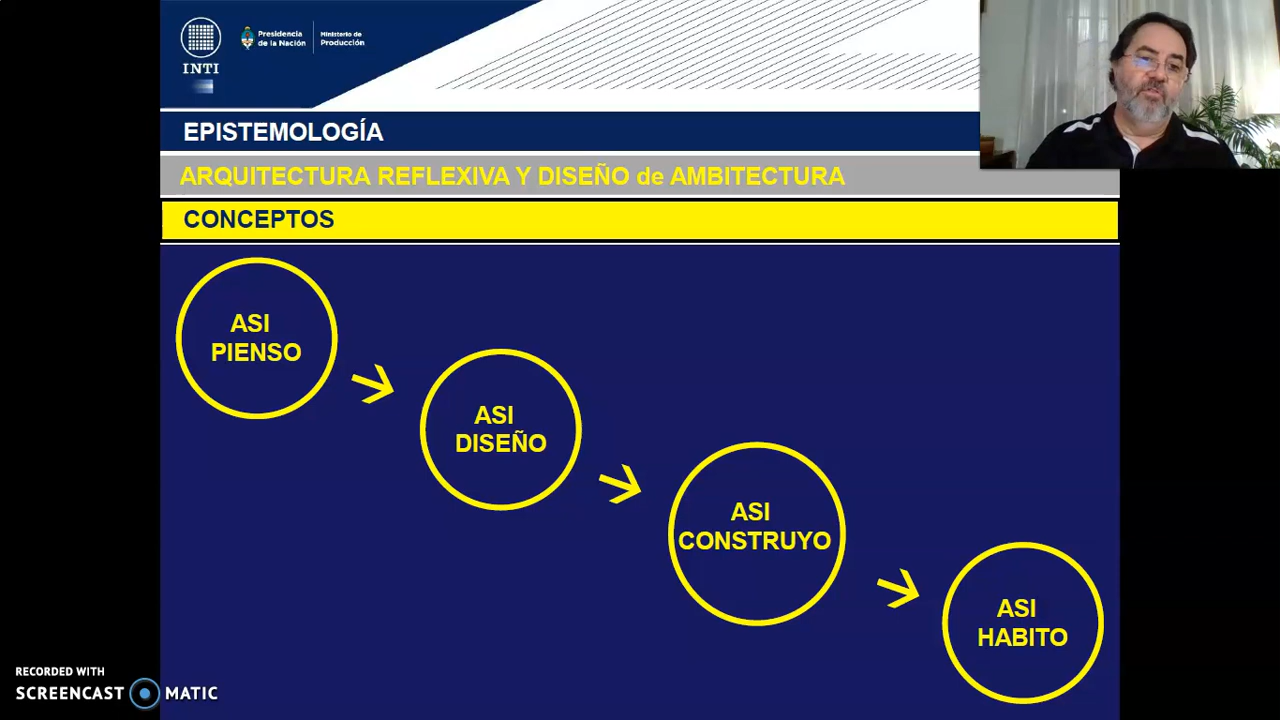 INTI
Presidencia
de la Nación
Ministerio de
Producción
EPISTEMOLOGÍA
ARQUITECTURA REFLEXIVA Y DISEÑO de AMBITECTURA
CONCEPTOS
ASI
PIENSO
ASI
DISEÑO
ASI
CONSTRUYO
ASI
HABITO
RECORDED WITH
SCREENCAST MATIC